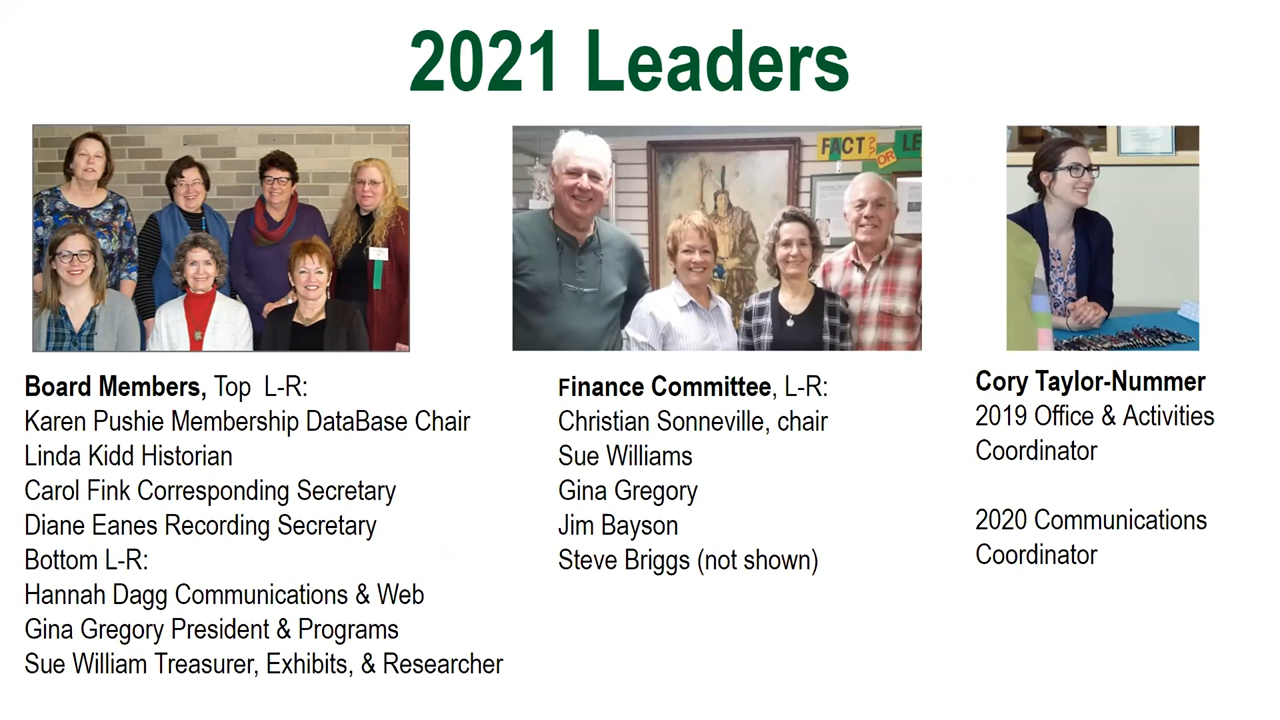 2021 Leaders
FACT ??
OR
LE
Board Members, Top L-R:
Karen Pushie Membership DataBase Chair
Linda Kidd Historian
Carol Fink Corresponding Secretary
Diane Eanes Recording Secretary
Bottom L-R:
Hannah Dagg Communications & Web
Gina Gregory President & Programs
Sue William Treasurer, Exhibits, & Researcher
Finance Committee, L-R:
Christian Sonneville, chair
Sue Williams
Gina Gregory
Jim Bayson
Steve Briggs (not shown)
Cory Taylor-Nummer
2019 Office & Activities
Coordinator
2020 Communications
Coordinator